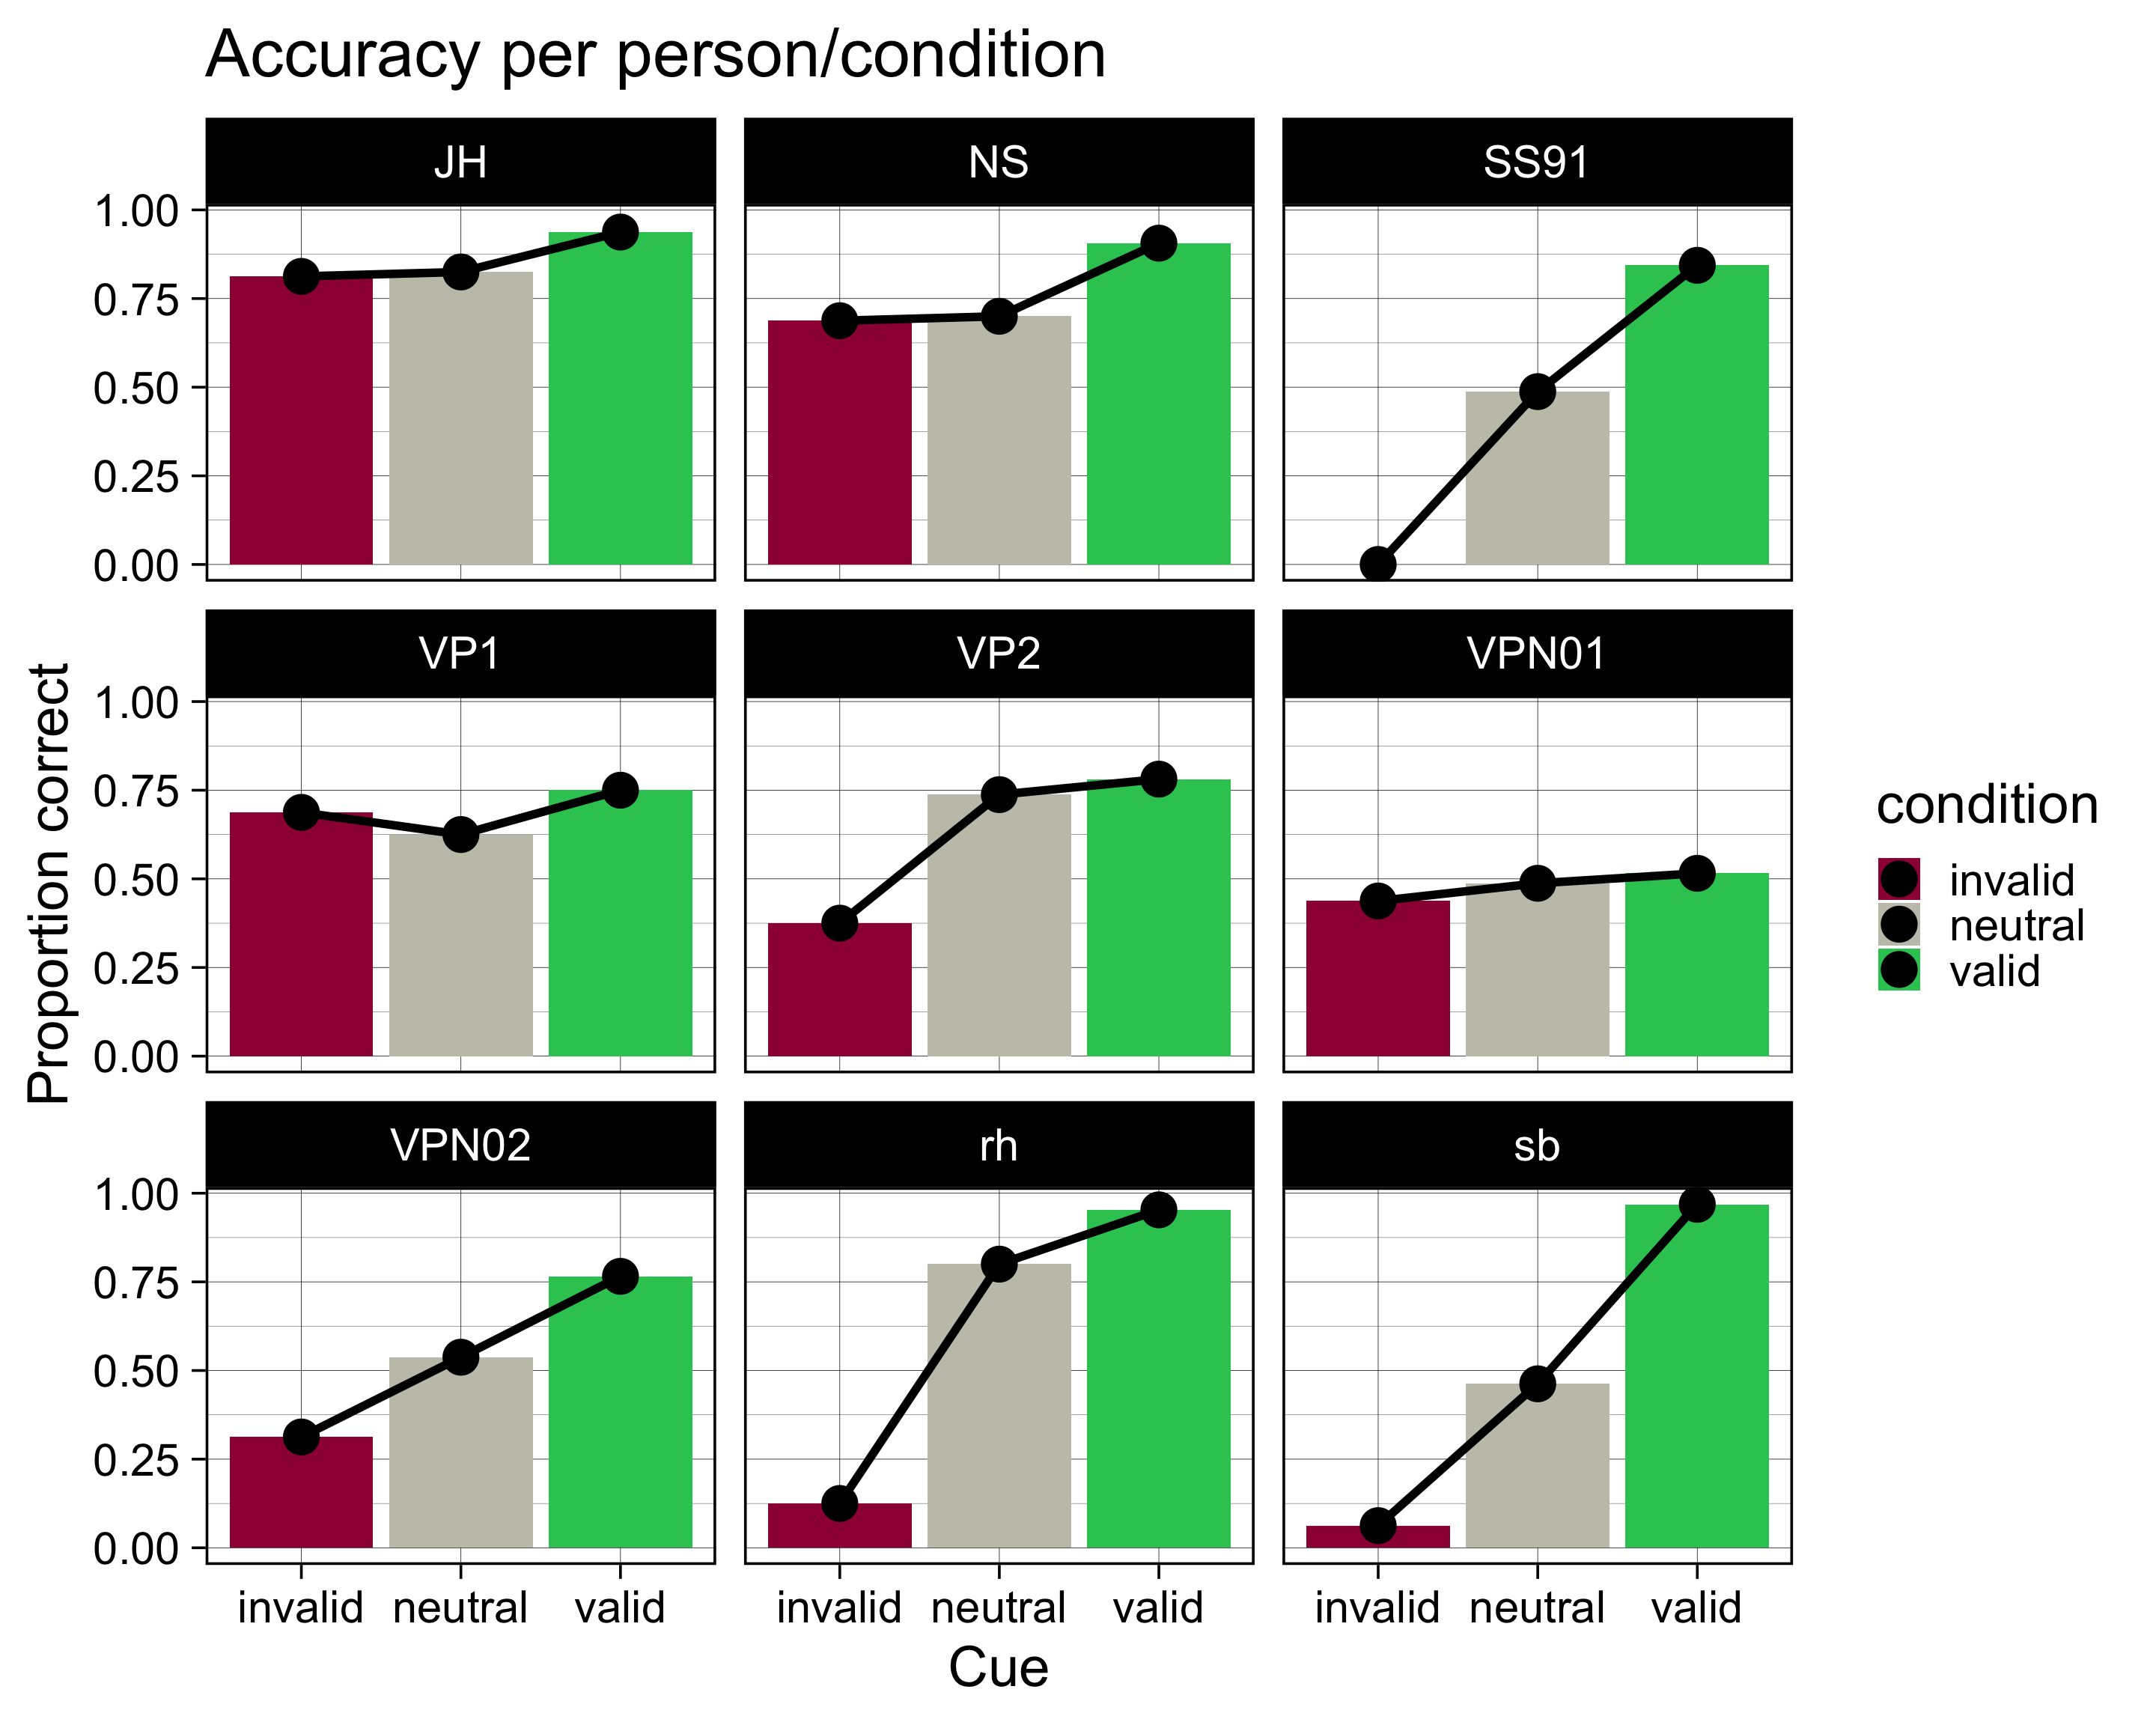 Accuracy per person/condition
JH
NS
SS91
1.00
0.75
0.50
0.25
0.00
VP1
VP2
VPN01
1.00
0.75
0.50
0.25
0.00
VPN02
rh
sb
1.00
0.75
0.50
0.25
0.00
invalid neutral valid
invalid neutral valid
invalid neutral valid
Cue
Proportion correct
condition
invalid
neutral
valid